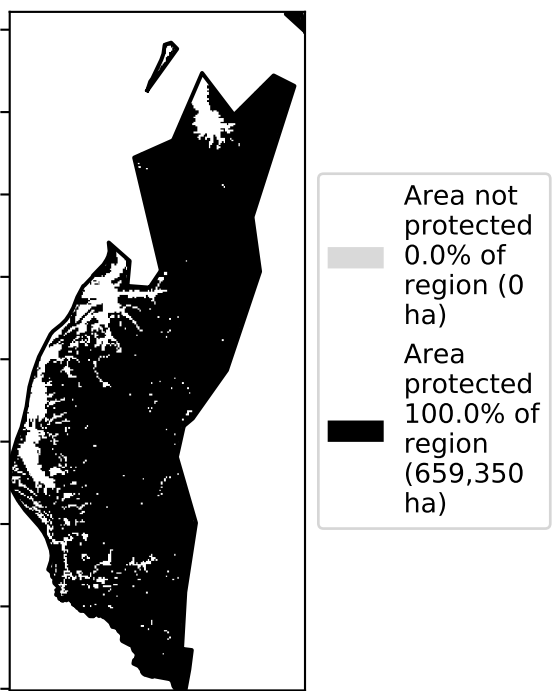 Area not
protected
0.0% of
region (0
ha)
Area
protected
100.0% of
region
(659,350
ha)